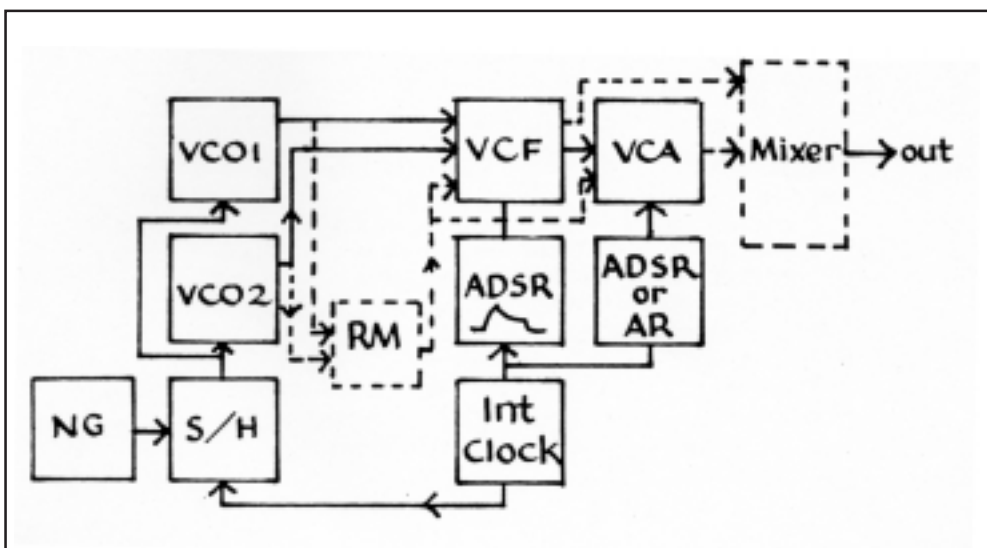 VCO1
VCF
VCA
Mixer
out
VCO2
RM
ADSR
ADSR
or
AR
NG
S/H
Int
Clock